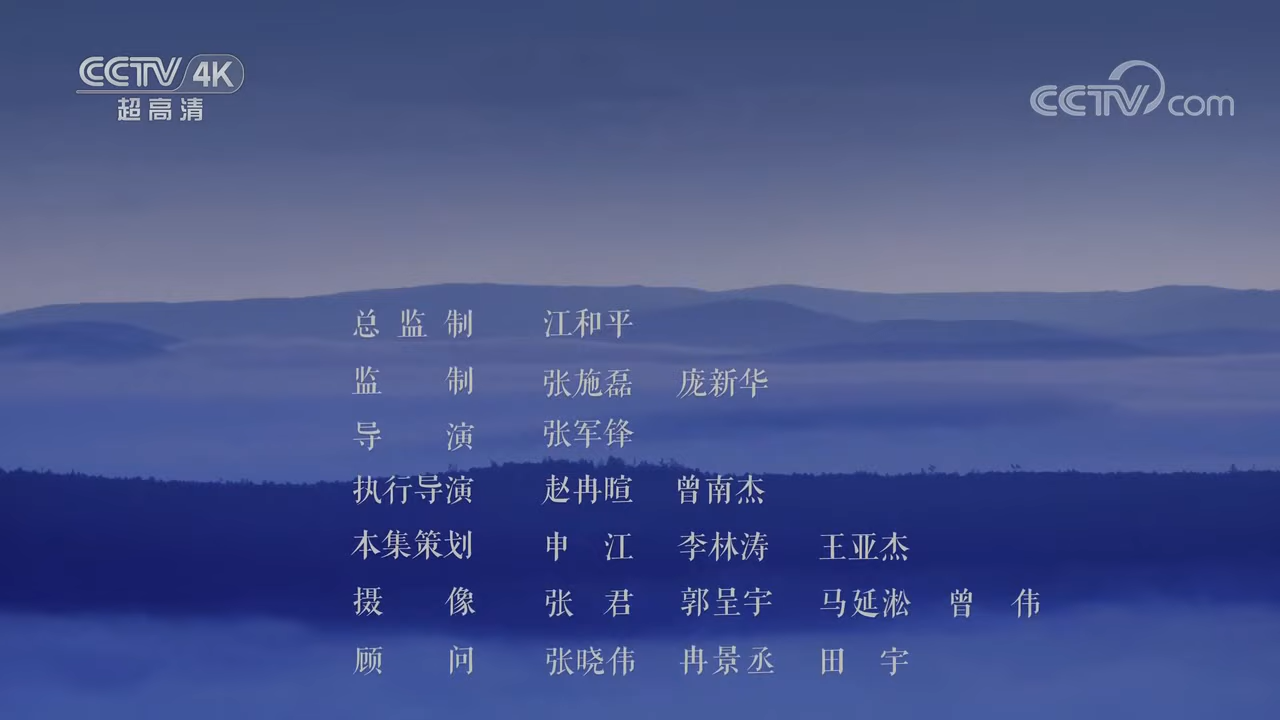 CCTV 4K
超高清
CCTV com
总监制 江和平
监制 张施磊 庞新华
导演 张军锋
执行导演 赵冉暄 曾南杰
本集策划 申江 李林涛 王亚杰
摄像 张君 郭呈宇 马延淞 曾伟
顾问 张晓伟 冉景丞 田宇